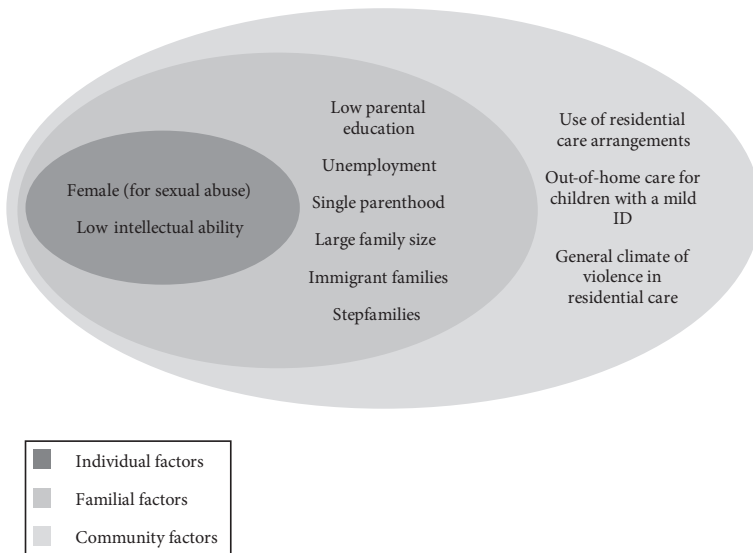 Female (for sexual abuse)
Low intellectual ability
Low parental
education
Unemployment
Single parenthood
Large family size
Immigrant families
Stepfamilies
Use of residential
care arrangements
Out-of-home care for
children with a mild
ID
General climate of
violence in
residential care
Individual factors
Familial factors
Community factors